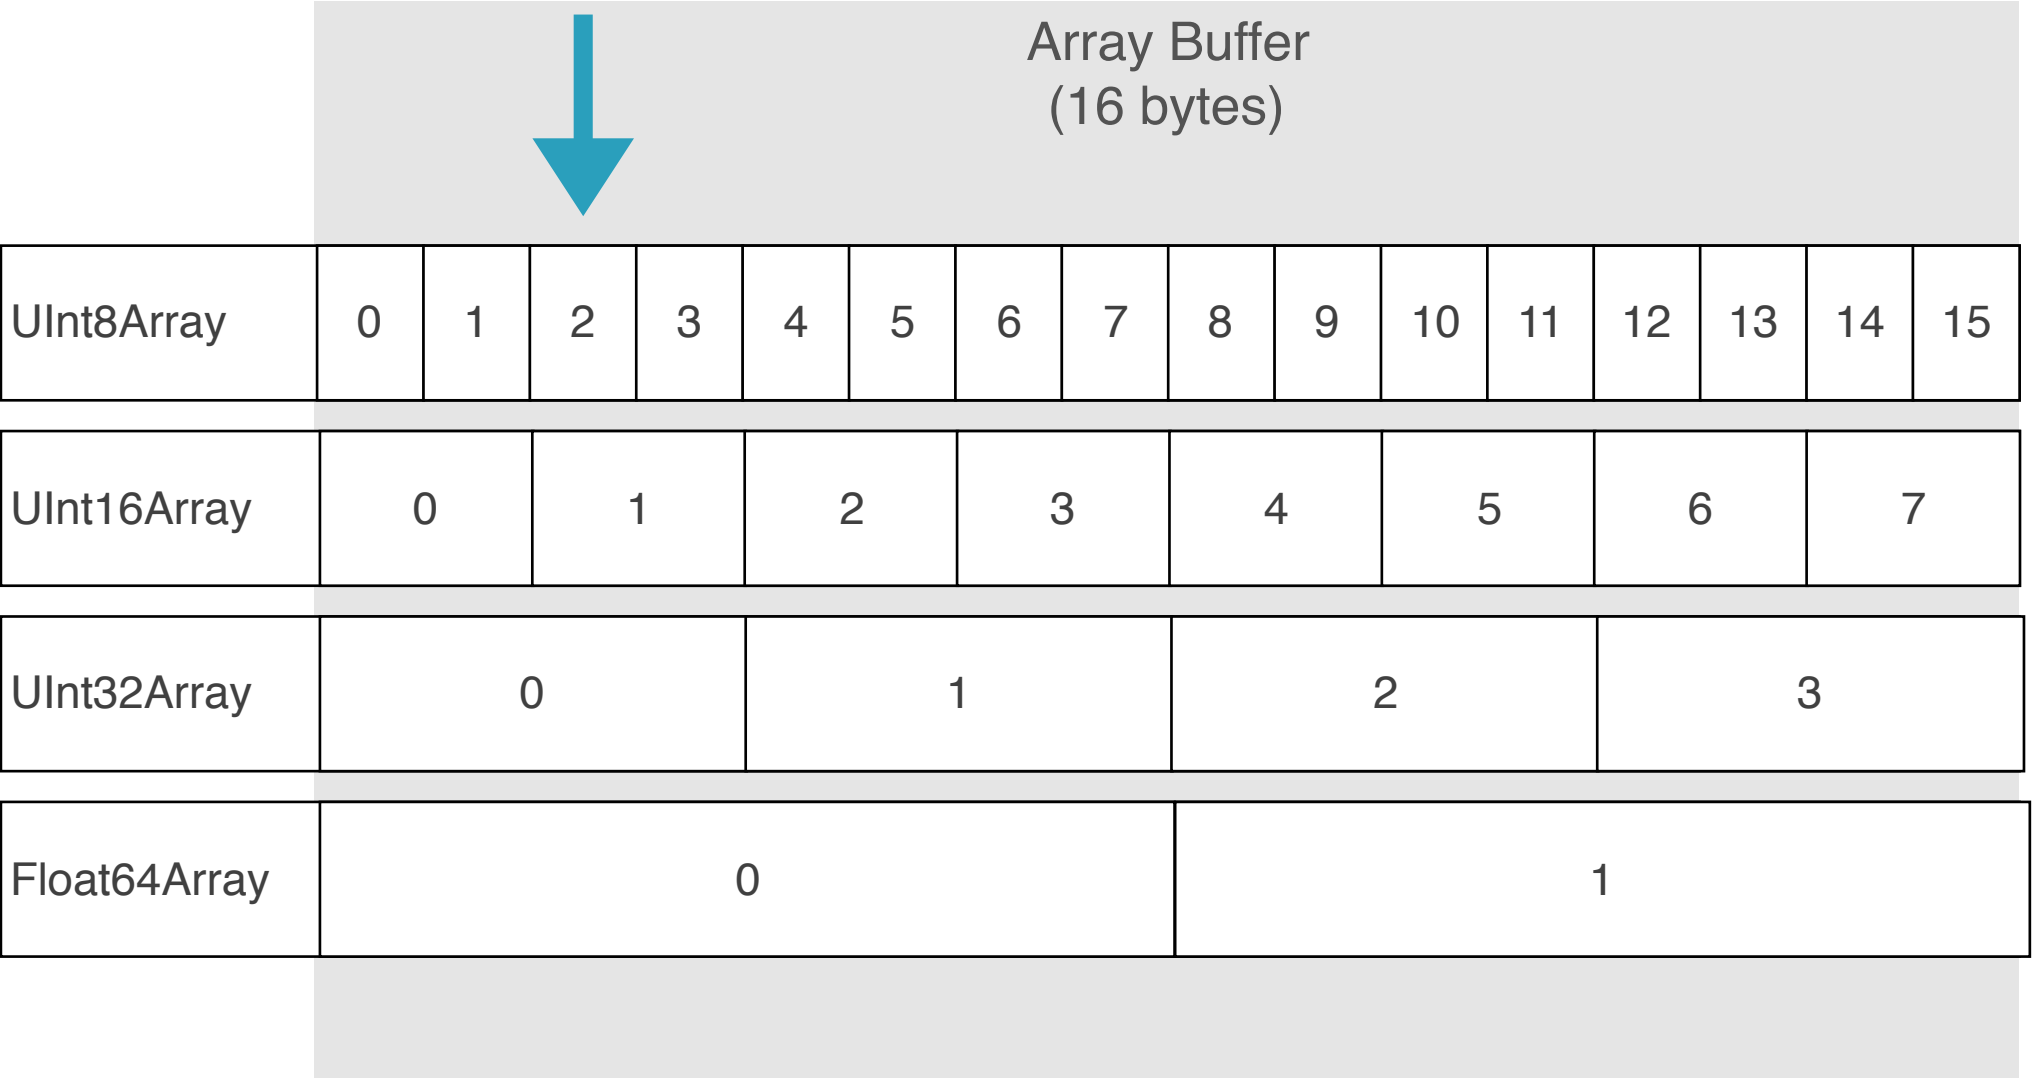 Array Buffer
(16 bytes)
UInt8Array 0 1 2 3 4 5 6 7 8 9 10 11 12 13 14 15
UInt16Array 0 1 2 3 4 5 6 7
UInt32Array 0 1 2 3
Float64Array 0 1